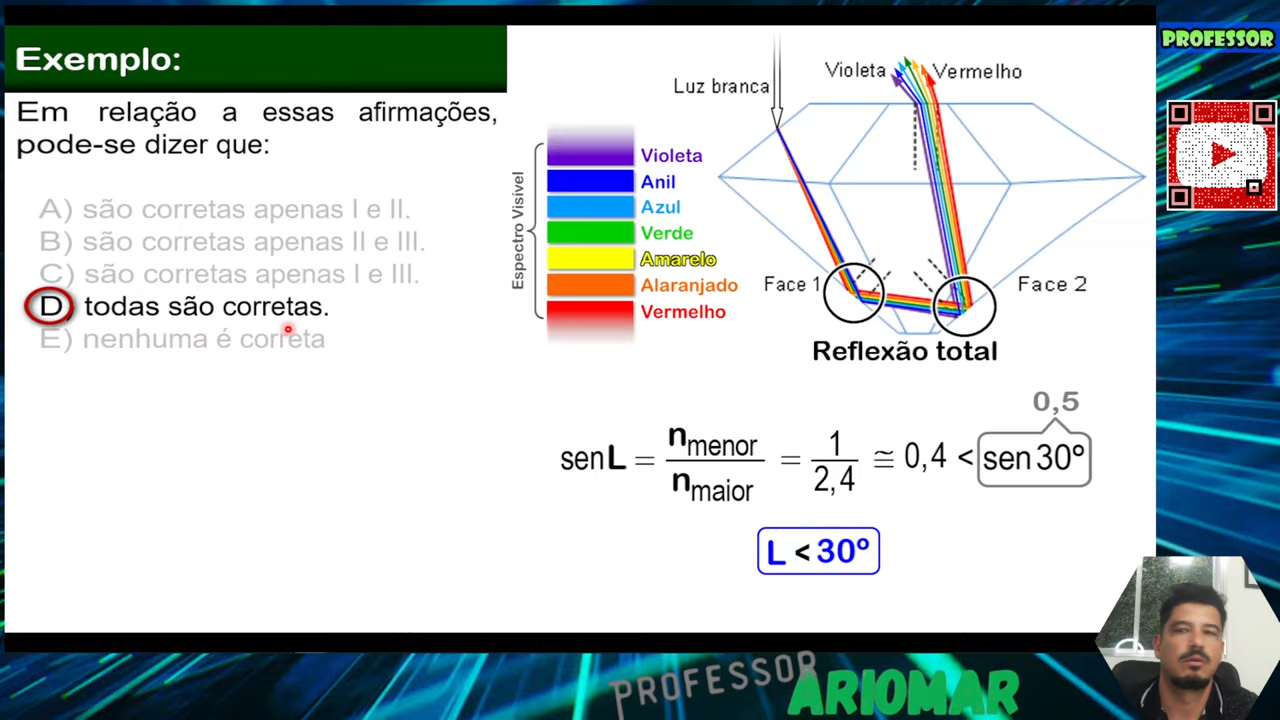 Exemplo:
Em relação a essas afirmações,
pode-se dizer que:
A) são corretas apenas I e II.
B) são corretas apenas II e III.
C) são corretas apenas I e III.
D) todas são corretas.
E) nenhuma é correta
Espectro Visível
Violeta
Anil
Azul
Verde
Amarelo
Alaranjado
Vermelho
Luz branca
Violeta
Vermelho
Face 1
Face 2
Reflexão total
0,5
sen L = n menor / n maior = 1 / 2,4 ≅ 0,4 < sen 30º
L < 30º
PROFESSOR
PROFESSOR
ARIOMAR